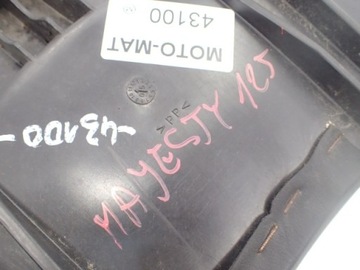 MOTO-MAT
43100
>PP<
-43100-
MAYESTY 125